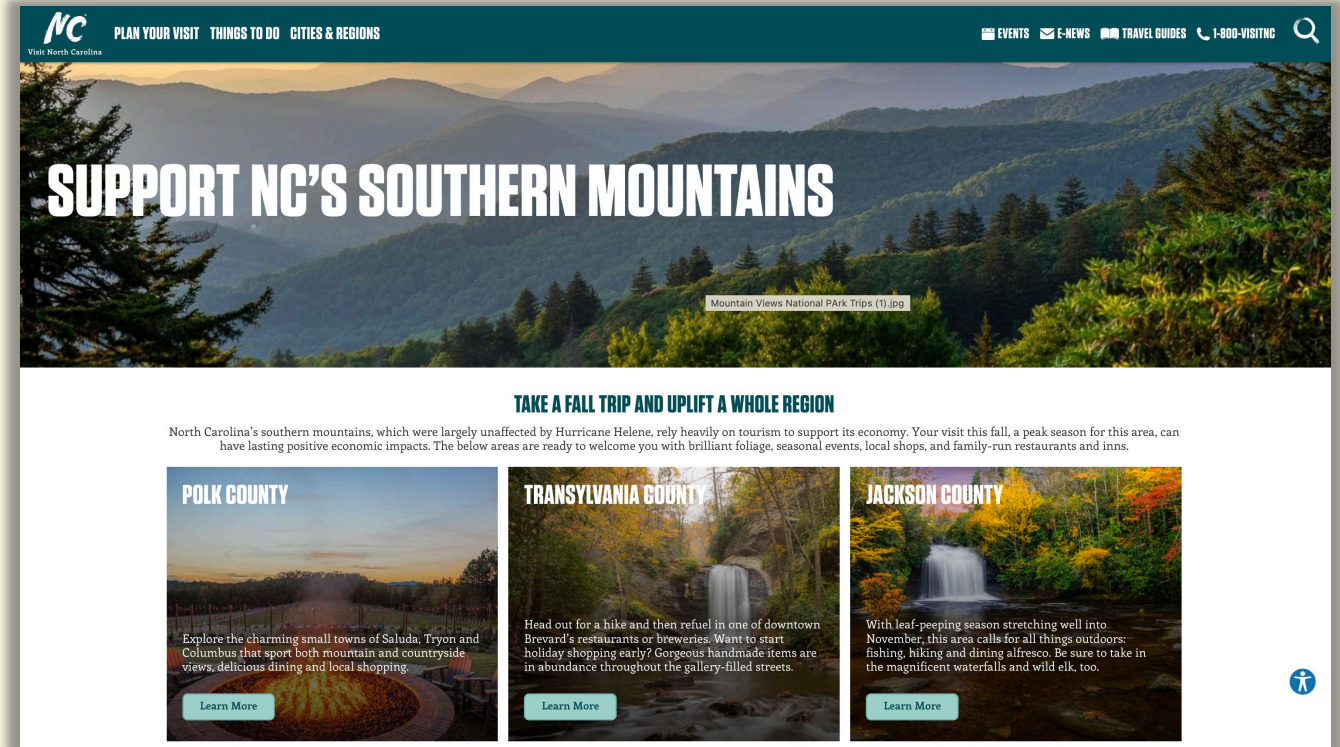 NC
Visit North Carolina
PLAN YOUR VISIT THINGS TO DO CITIES & REGIONS
EVENTS E-NEWS TRAVEL GUIDES 1-800-VISITNC
SUPPORT NC'S SOUTHERN MOUNTAINS
Mountain Views National PArk Trips (1).jpg
TAKE A FALL TRIP AND UPLIFT A WHOLE REGION
North Carolina's southern mountains, which were largely unaffected by Hurricane Helene, rely heavily on tourism to support its economy. Your visit this fall, a peak season for this area, can
have lasting positive economic impacts. The below areas are ready to welcome you with brilliant foliage, seasonal events, local shops, and family-run restaurants and inns.
POLK COUNTY
Explore the charming small towns of Saluda, Tryon and
Columbus that sport both mountain and countryside
views, delicious dining and local shopping.
Learn More
TRANSYLVANIA COUNTY
Head out for a hike and then refuel in one of downtown
Brevard's restaurants or breweries. Want to start
holiday shopping early? Gorgeous handmade items are
in abundance throughout the gallery-filled streets.
Learn More
JACKSON COUNTY
With leaf-peeping season stretching well into
November, this area calls for all things outdoors:
fishing, hiking and dining alfresco. Be sure to take in
the magnificent waterfalls and wild elk, too.
Learn More